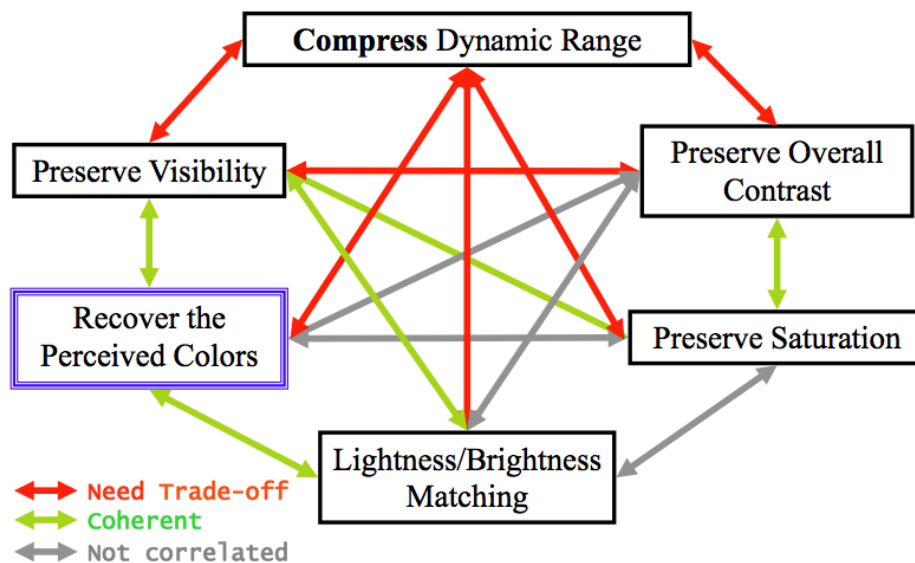 Compress Dynamic Range
Preserve Visibility
Preserve Overall
Contrast
Recover the
Perceived Colors
Preserve Saturation
Lightness/Brightness
Matching
Need Trade-off
Coherent
Not correlated